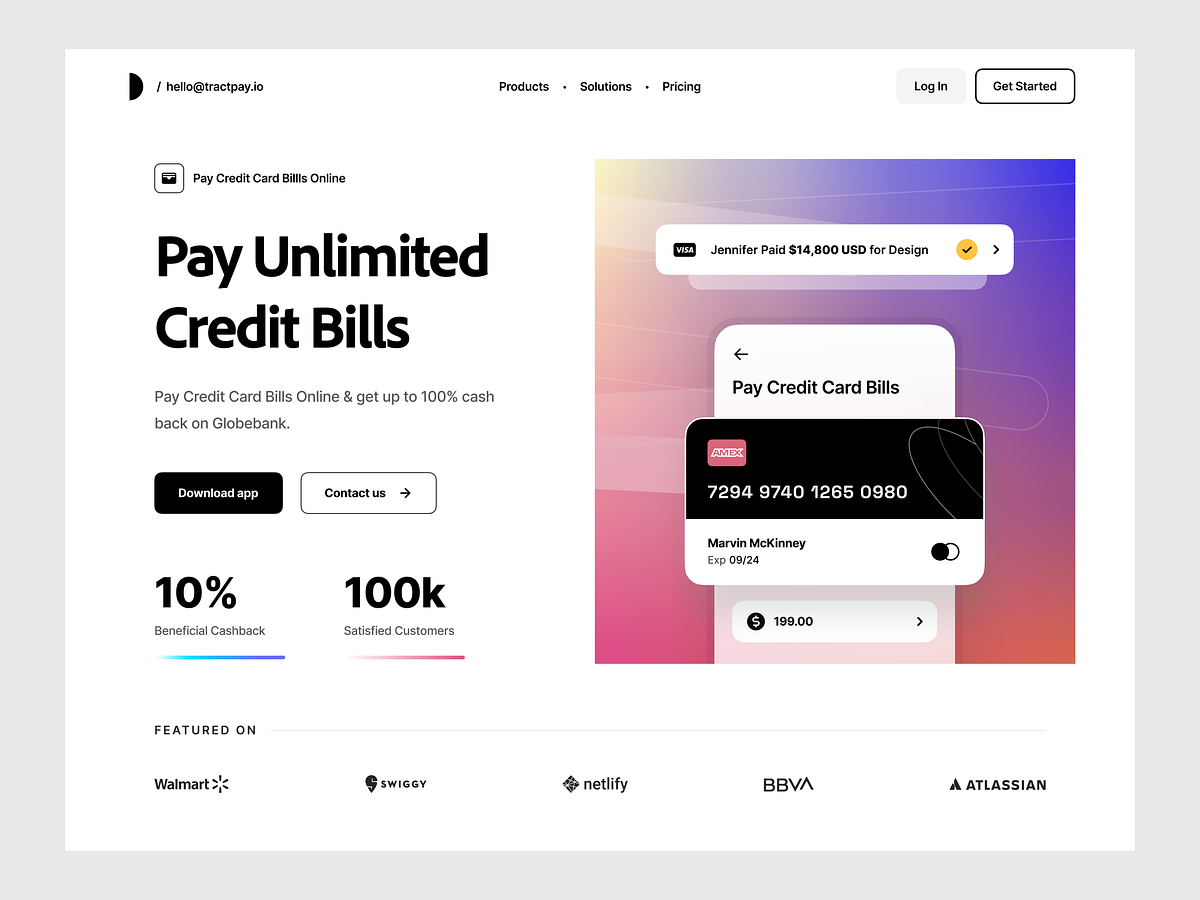 / hello@tractpay.io
Products • Solutions • Pricing
Log In
Get Started
Pay Credit Card Billls Online
Pay Unlimited
Credit Bills
Pay Credit Card Bills Online & get up to 100% cash
back on Globebank.
Download app
Contact us
10%
Beneficial Cashback
100k
Satisfied Customers
VISA
Jennifer Paid $14,800 USD for Design
Pay Credit Card Bills
AMEX
7294 9740 1265 0980
Marvin McKinney
Exp 09/24
$ 199.00
FEATURED ON
Walmart
SWIGGY
netlify
BBVA
ATLASSIAN